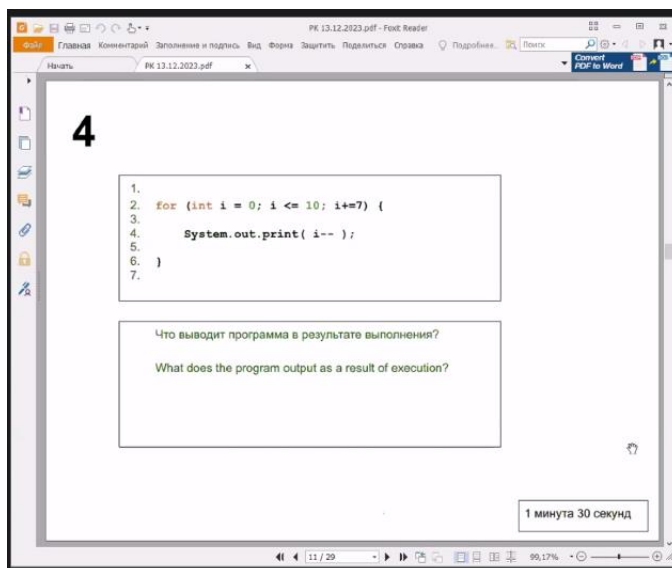 PK 13.12.2023.pdf - Foxit Reader
Файл Главная Комментарий Заполнение и подпись Вид Форма Защитить Поделиться Справка Подробнее... Поиск
Начать PK 13.12.2023.pdf Convert
PDF to Word
4
1.
2. for (int i = 0; i <= 10; i+=7) {
3.
4. System.out.print( i-- );
5.
6. }
7.
Что выводит программа в результате выполнения?
What does the program output as a result of execution?
1 минута 30 секунд
11 / 29 99,17%